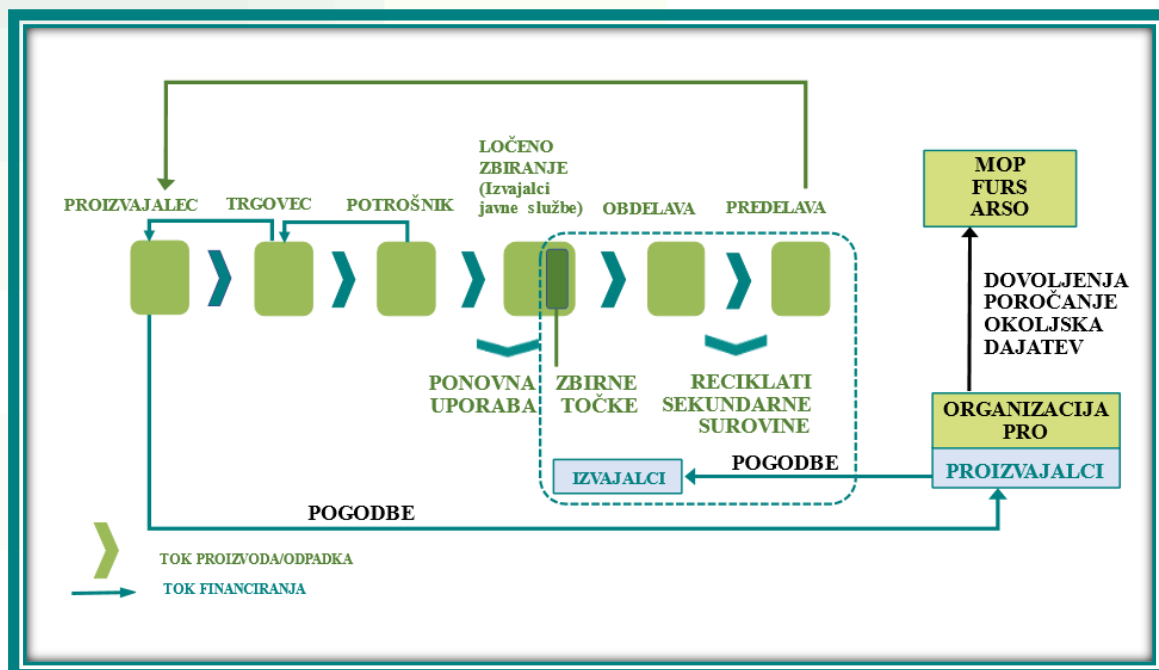 LOČENO
ZBIRANJE
(Izvajalci
javne službe)
PROIZVAJALEC
TRGOVEC
POTROŠNIK
OBDELAVA
PREDELAVA
MOP
FURS
ARSO
DOVOLJENJA
POROČANJE
OKOLJSKA
DAJATEV
PONOVNA
UPORABA
ZBIRNE
TOČKE
RECIKLATI
SEKUNDARNE
SUROVINE
ORGANIZACIJA
PRO
PROIZVAJALCI
POGODBE
IZVAJALCI
POGODBE
TOK PROIZVODA/ODPADKA
TOK FINANCIRANJA